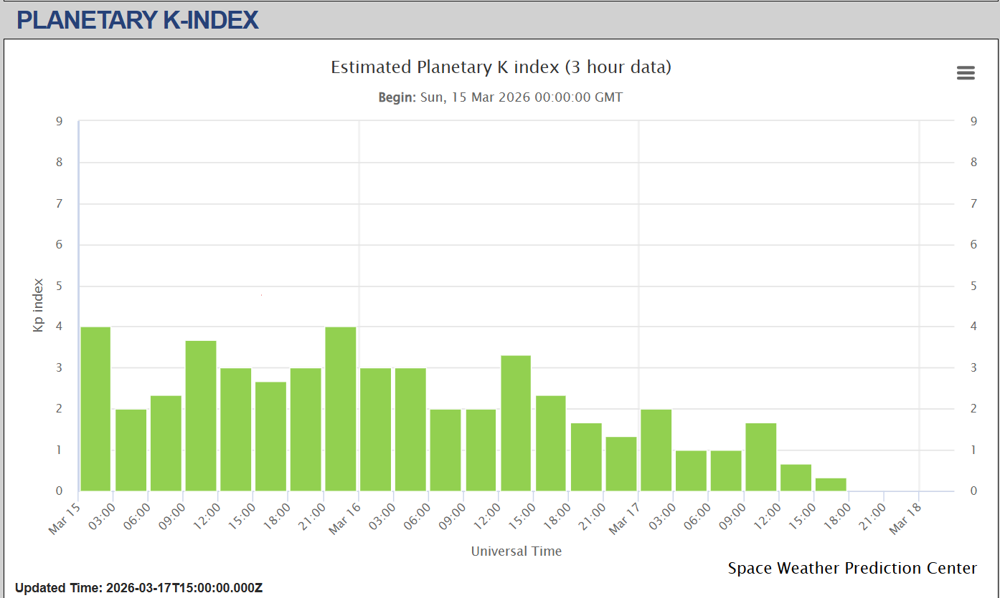 PLANETARY K-INDEX
Estimated Planetary K index (3 hour data)
Begin: Sun, 15 Mar 2026 00:00:00 GMT
9 9
8 8
7 7
6 6
5 5
4 4
3 3
2 2
1 1
0 0
Kp index
Mar 15 03:00 06:00 09:00 12:00 15:00 18:00 21:00 Mar 16 03:00 06:00 09:00 12:00 15:00 18:00 21:00 Mar 17 03:00 06:00 09:00 12:00 15:00 18:00 21:00 Mar 18
Universal Time
Space Weather Prediction Center
Updated Time: 2026-03-17T15:00:00.000Z